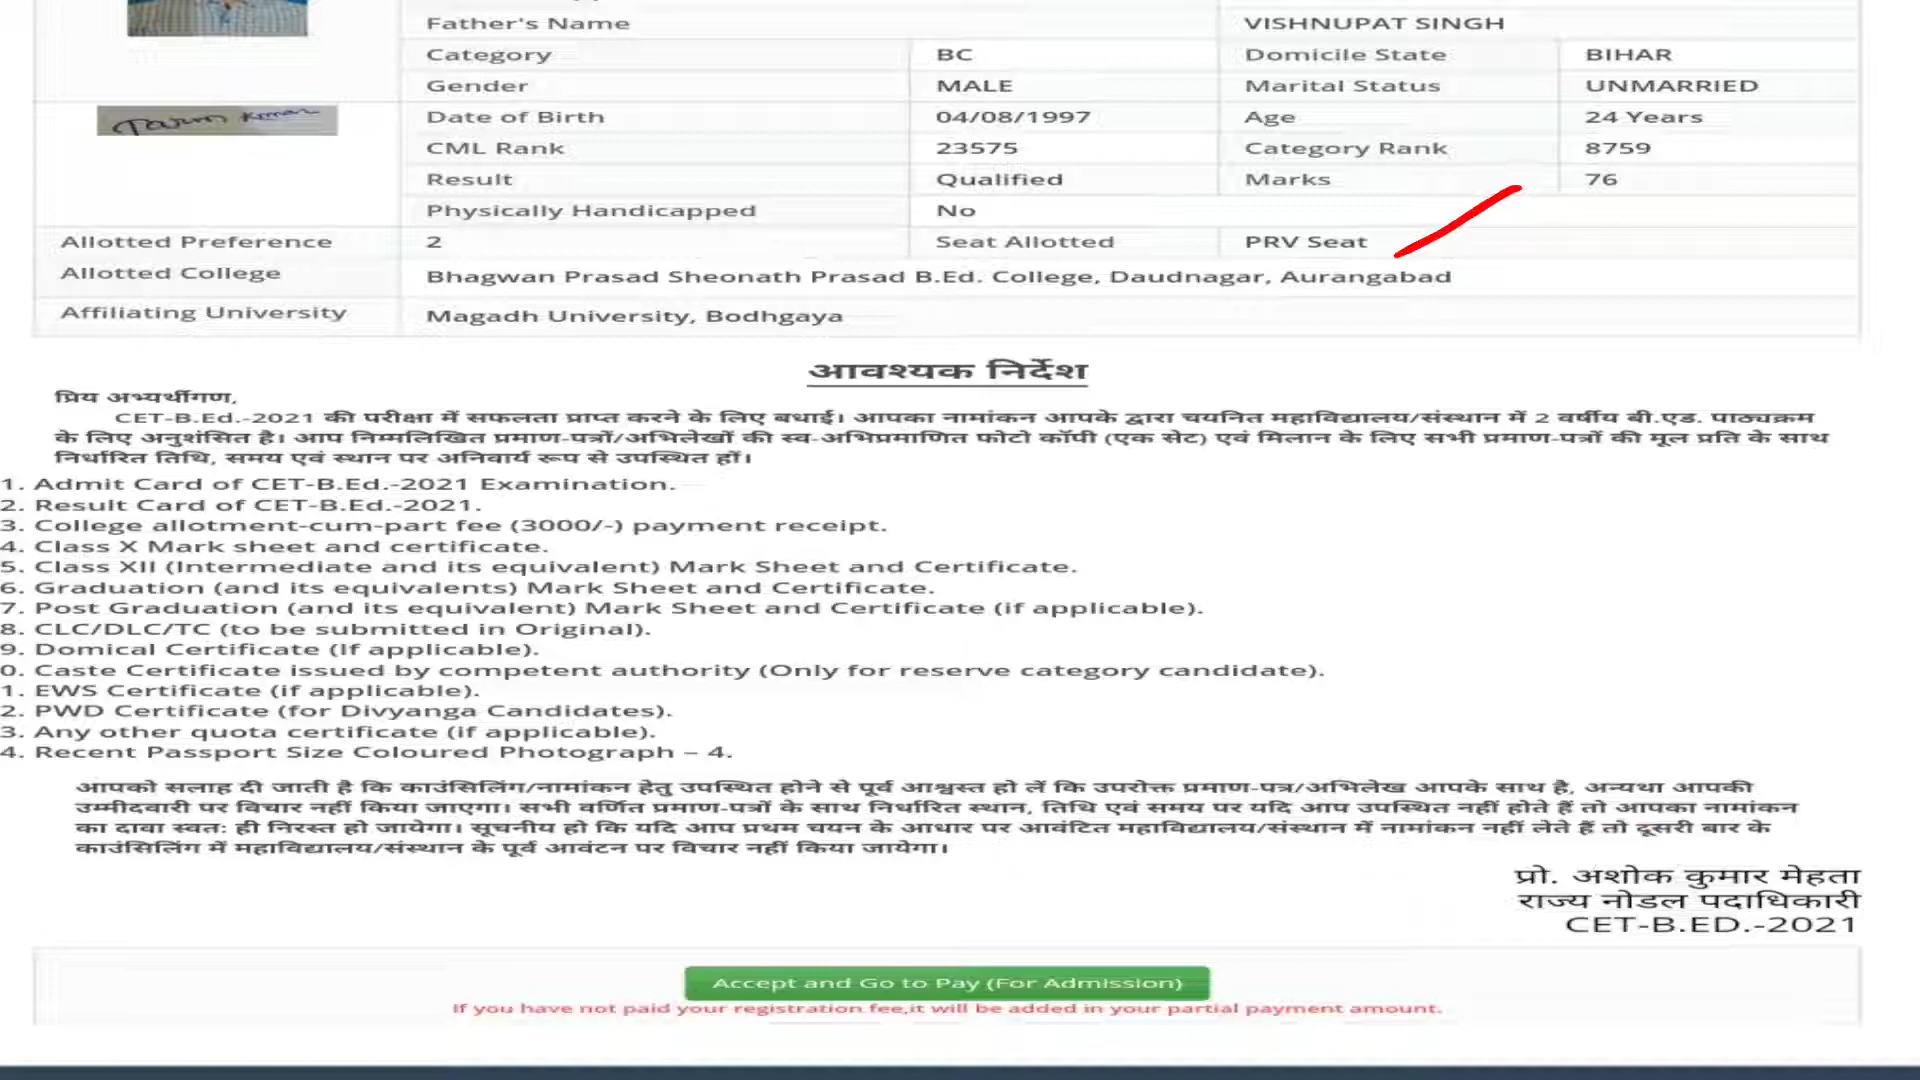 Father's Name VISHNUPAT SINGH
Category BC Domicile State BIHAR
Gender MALE Marital Status UNMARRIED
Kumar
Date of Birth 04/08/1997 Age 24 Years
CML Rank 23575 Category Rank 8759
Result Qualified Marks 76
Physically Handicapped No
Allotted Preference 2 Seat Allotted PRV Seat
Allotted College Bhagwan Prasad Sheonath Prasad B.Ed. College, Daudnagar, Aurangabad
Affiliating University Magadh University, Bodhgaya
आवश्यक निर्देश
प्रिय अभ्यर्थीगण,
CET-B.Ed.-2021 की परीक्षा में सफलता प्राप्त करने के लिए बधाई। आपका नामांकन आपके द्वारा चयनित महाविद्यालय/संस्थान में 2 वर्षीय बी.एड. पाठ्यक्रम
के लिए अनुशंसित है। आप निम्नलिखित प्रमाण-पत्रों/अभिलेखों की स्व-अभिप्रमाणित फोटो कॉपी (एक सेट) एवं मिलान के लिए सभी प्रमाण-पत्रों की मूल प्रति के साथ
निर्धारित तिथि, समय एवं स्थान पर अनिवार्य रूप से उपस्थित हों।
1. Admit Card of CET-B.Ed.-2021 Examination.
2. Result Card of CET-B.Ed.-2021.
3. College allotment-cum-part fee (3000/-) payment receipt.
4. Class X Mark sheet and certificate.
5. Class XII (Intermediate and its equivalent) Mark Sheet and Certificate.
6. Graduation (and its equivalents) Mark Sheet and Certificate.
7. Post Graduation (and its equivalent) Mark Sheet and Certificate (if applicable).
8. CLC/DLC/TC (to be submitted in Original).
9. Domical Certificate (If applicable).
0. Caste Certificate issued by competent authority (Only for reserve category candidate).
1. EWS Certificate (if applicable).
2. PWD Certificate (for Divyanga Candidates).
3. Any other quota certificate (if applicable).
4. Recent Passport Size Coloured Photograph – 4.
आपको सलाह दी जाती है कि काउंसिलिंग/नामांकन हेतु उपस्थित होने से पूर्व आश्वस्त हो लें कि उपरोक्त प्रमाण-पत्र/अभिलेख आपके साथ है, अन्यथा आपकी
उम्मीदवारी पर विचार नहीं किया जाएगा। सभी वर्णित प्रमाण-पत्रों के साथ निर्धारित स्थान, तिथि एवं समय पर यदि आप उपस्थित नहीं होते हैं तो आपका नामांकन
का दावा स्वतः ही निरस्त हो जायेगा। सूचनीय हो कि यदि आप प्रथम चयन के आधार पर आवंटित महाविद्यालय/संस्थान में नामांकन नहीं लेते हैं तो दूसरी बार के
काउंसिलिंग में महाविद्यालय/संस्थान के पूर्व आवंटन पर विचार नहीं किया जायेगा।
प्रो. अशोक कुमार मेहता
राज्य नोडल पदाधिकारी
CET-B.ED.-2021
Accept and Go to Pay (For Admission)
If you have not paid your registration fee,it will be added in your partial payment amount.